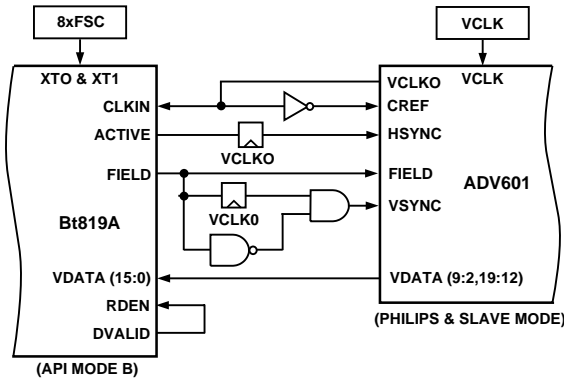 8xFSC
VCLK
XTO & XT1
VCLKO
VCLK
CLKIN
CREF
ACTIVE
HSYNC
VCLKO
FIELD
FIELD
ADV601
VCLK0
VSYNC
Bt819A
VDATA (15:0)
VDATA (9:2,19:12)
RDEN
DVALID
(PHILIPS & SLAVE MODE)
(API MODE B)